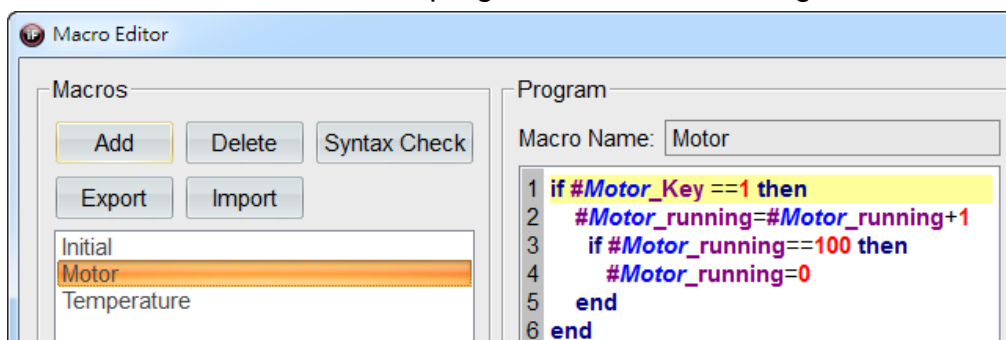 Macro Editor
Macros
Add Delete Syntax Check
Export Import
Initial
Motor
Temperature
Program
Macro Name: Motor
1 if #Motor_Key ==1 then
2 #Motor_running=#Motor_running+1
3 if #Motor_running==100 then
4 #Motor_running=0
5 end
6 end